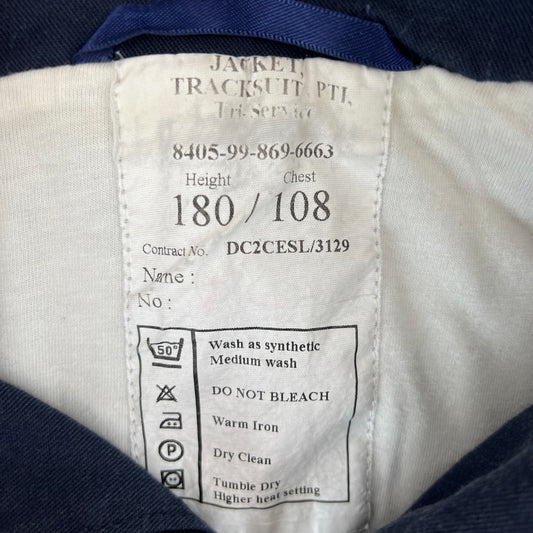 JACKET,
TRACKSUIT, PTI,
Tri-Service
8405-99-869-6663
Height Chest
180 / 108
Contract No. DC2CESL/3129
Name :
No :
50° Wash as synthetic
Medium wash
DO NOT BLEACH
Warm Iron
P Dry Clean
Tumble Dry
Higher heat setting